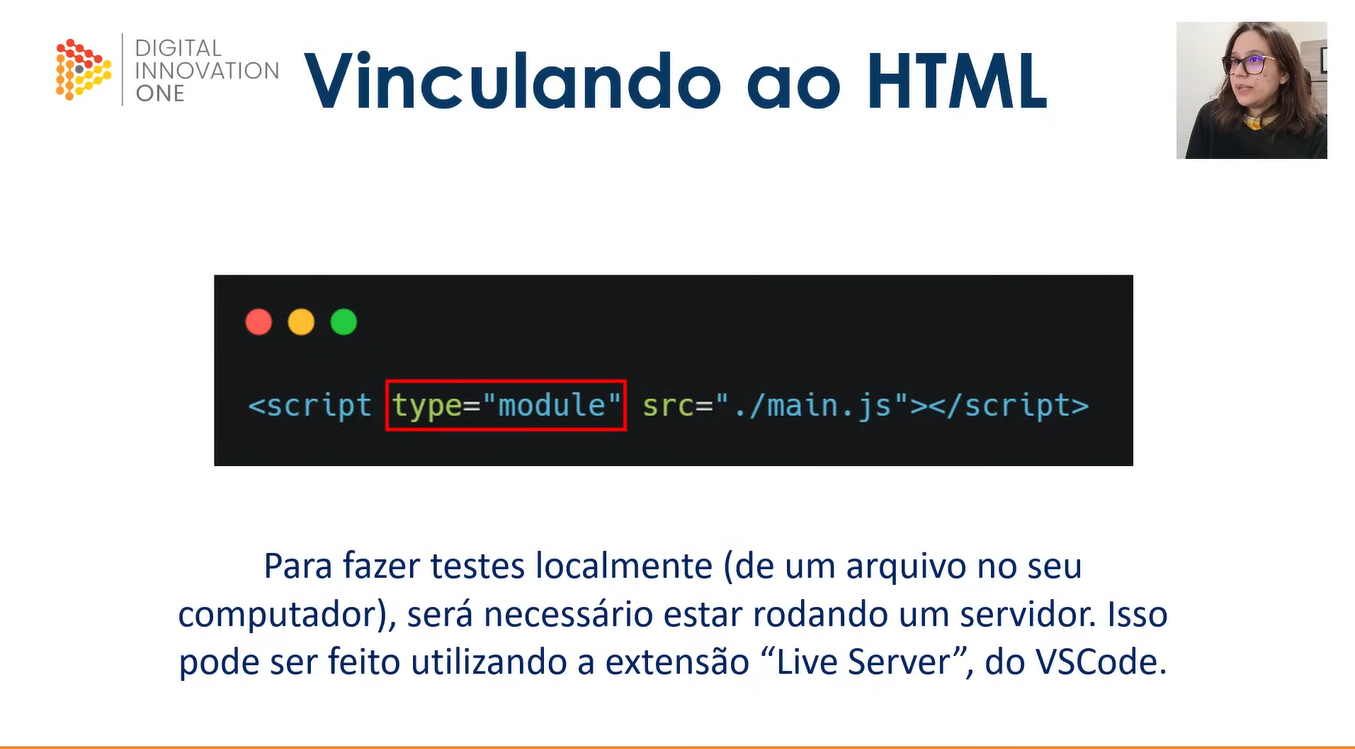 DIGITAL
INNOVATION
ONE
Vinculando ao HTML
<script type="module" src="./main.js"></script>
Para fazer testes localmente (de um arquivo no seu
computador), será necessário estar rodando um servidor. Isso
pode ser feito utilizando a extensão “Live Server”, do VSCode.